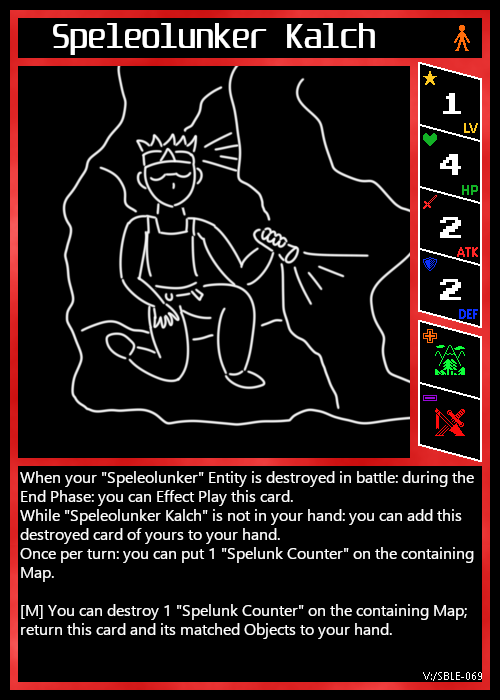 Speleolunker Kalch
1
LV
4
HP
2
ATK
2
DEF
When your "Speleolunker" Entity is destroyed in battle: during the
End Phase: you can Effect Play this card.
While "Speleolunker Kalch" is not in your hand: you can add this
destroyed card of yours to your hand.
Once per turn: you can put 1 "Spelunk Counter" on the containing
Map.
[M] You can destroy 1 "Spelunk Counter" on the containing Map;
return this card and its matched Objects to your hand.
V:/SBLE-069